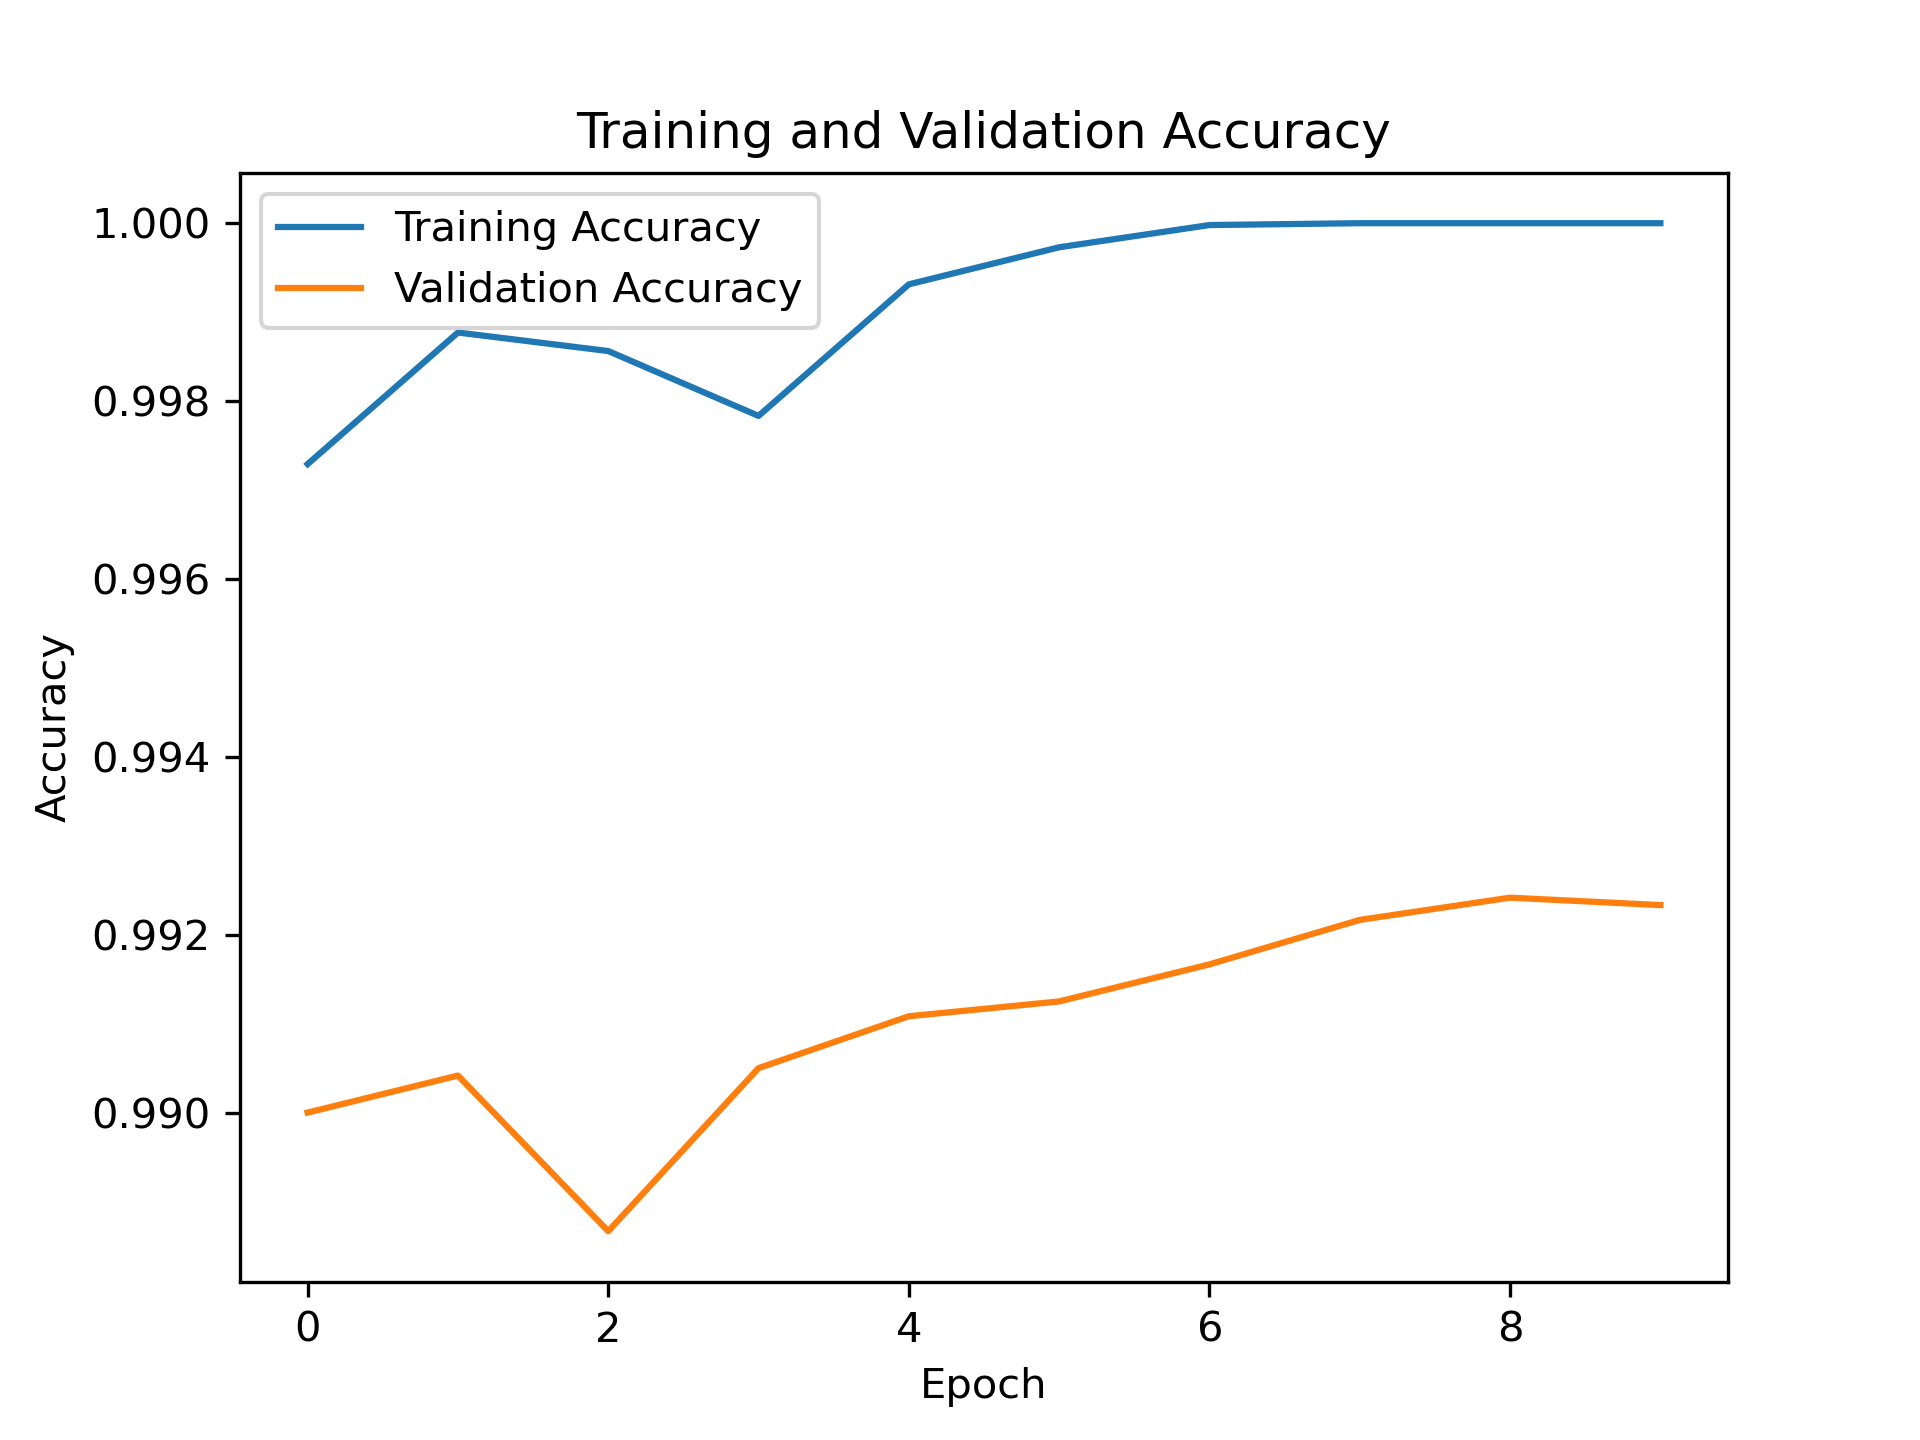 Training and Validation Accuracy
Training Accuracy
Validation Accuracy
1.000
0.998
0.996
0.994
0.992
0.990
Accuracy
0 2 4 6 8
Epoch